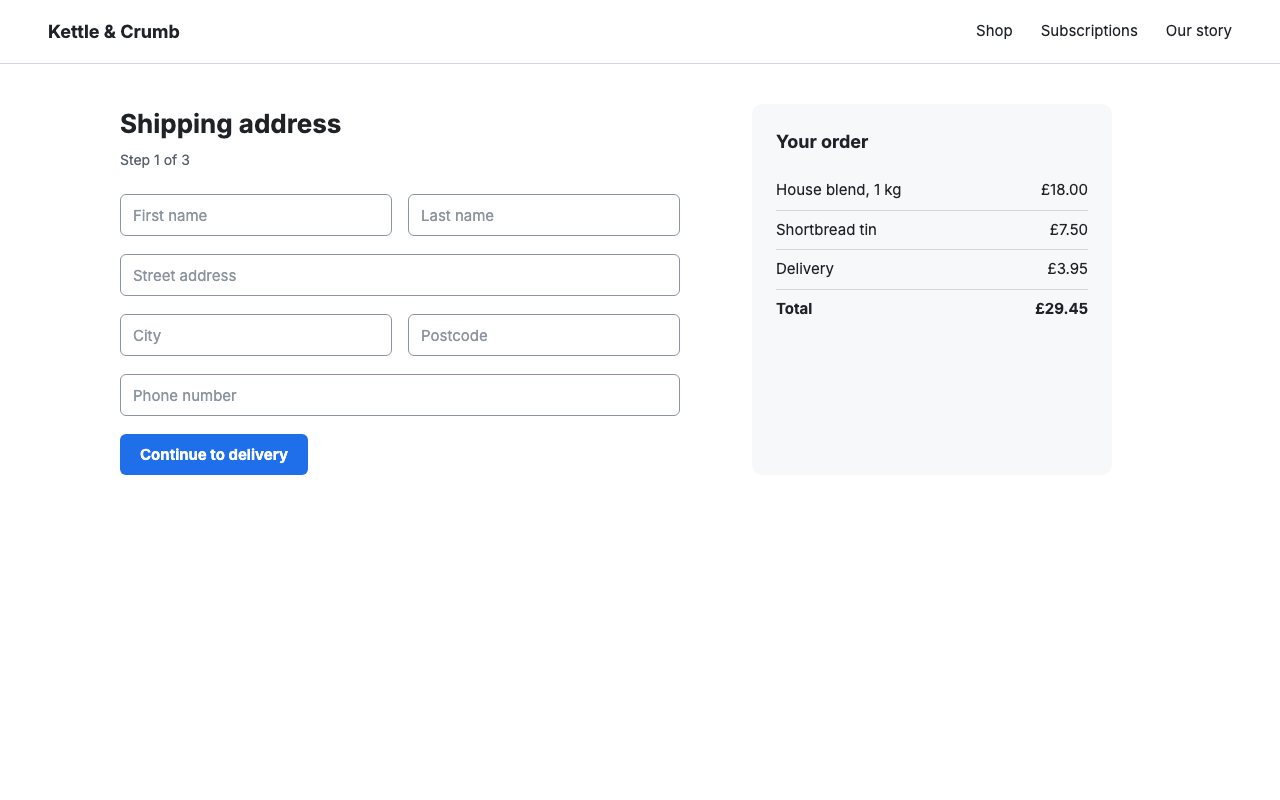 Kettle & Crumb
Shop Subscriptions Our story
Shipping address
Step 1 of 3
First name Last name
Street address
City Postcode
Phone number
Continue to delivery
Your order
House blend, 1 kg £18.00
Shortbread tin £7.50
Delivery £3.95
Total £29.45